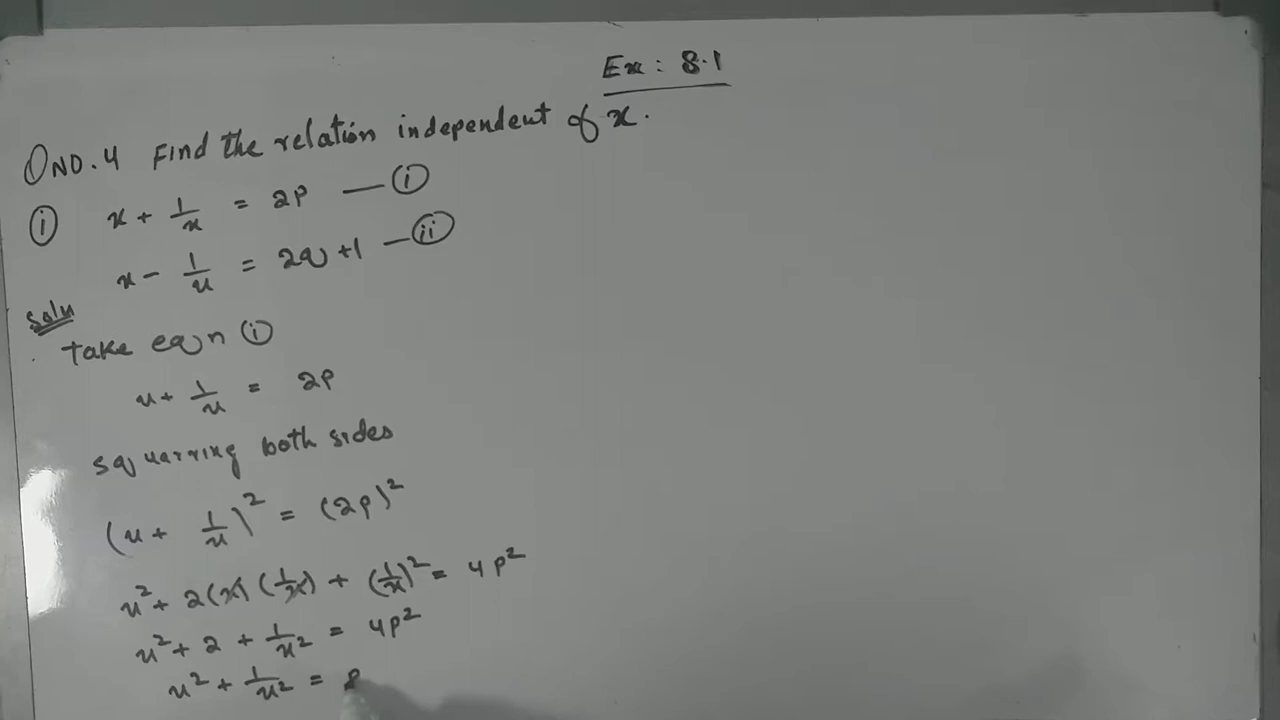 Ex: 8.1
QNO.4 Find the relation independent of x.
(i) x + 1/x = 2P — (i)
x - 1/x = 2q + 1 — (ii)
Soln
Take eqn (i)
x + 1/x = 2P
squarring both sides
(x + 1/x)² = (2P)²
x² + 2(x)(1/x) + (1/x)² = 4P²
x² + 2 + 1/x² = 4P²
x² + 1/x² =